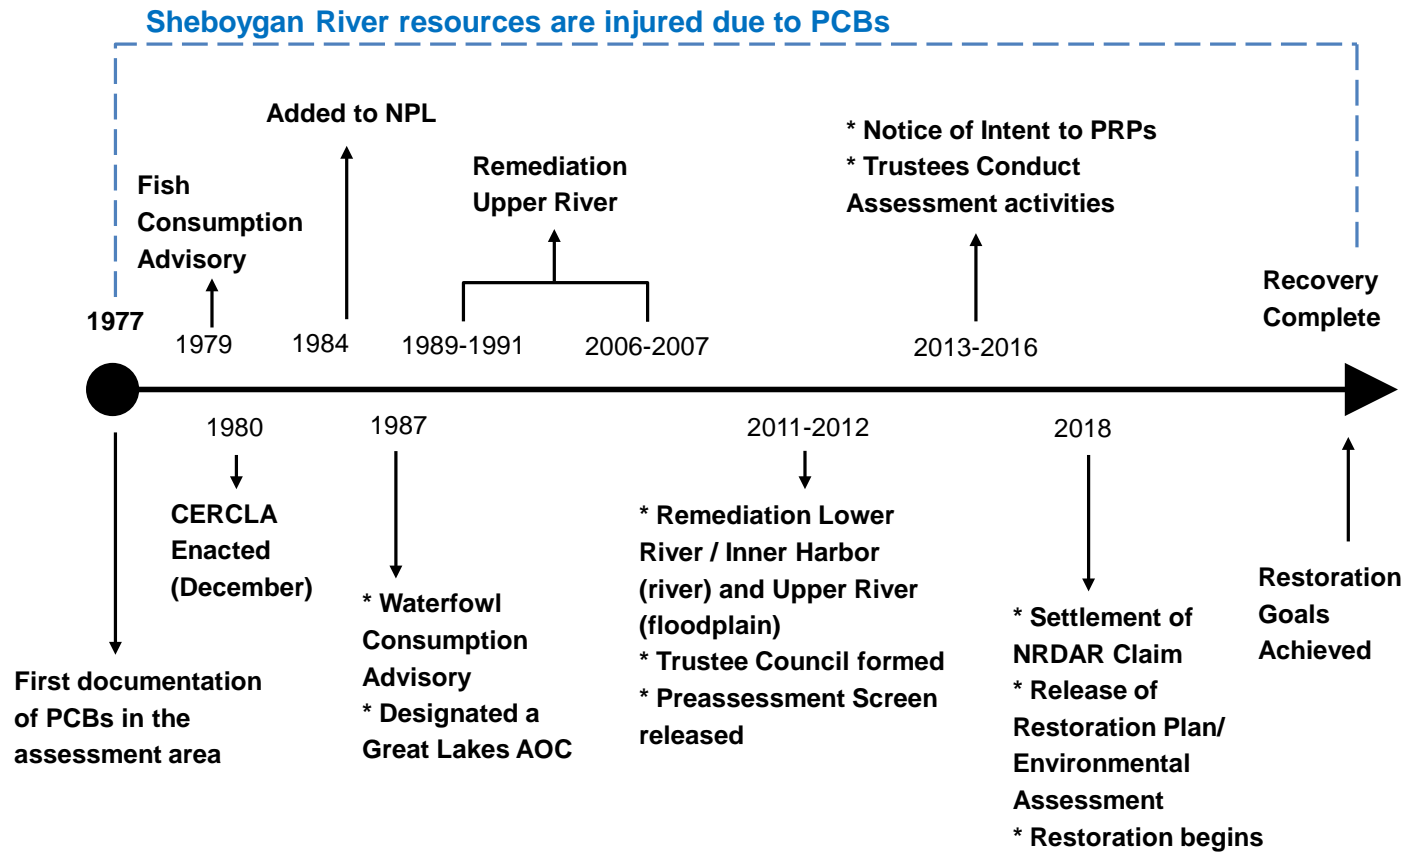 Sheboygan River resources are injured due to PCBs
Added to NPL
* Notice of Intent to PRPs
* Trustees Conduct
Assessment activities
Remediation
Upper River
Fish
Consumption
Advisory
Recovery
Complete
1977
1979
1984
1989-1991
2006-2007
2013-2016
1980
1987
2011-2012
2018
CERCLA
Enacted
(December)
* Waterfowl
Consumption
Advisory
* Designated a
Great Lakes AOC
* Remediation Lower
River / Inner Harbor
(river) and Upper River
(floodplain)
* Trustee Council formed
* Preassessment Screen
released
* Settlement of
NRDAR Claim
* Release of
Restoration Plan/
Environmental
Assessment
* Restoration begins
Restoration
Goals
Achieved
First documentation
of PCBs in the
assessment area